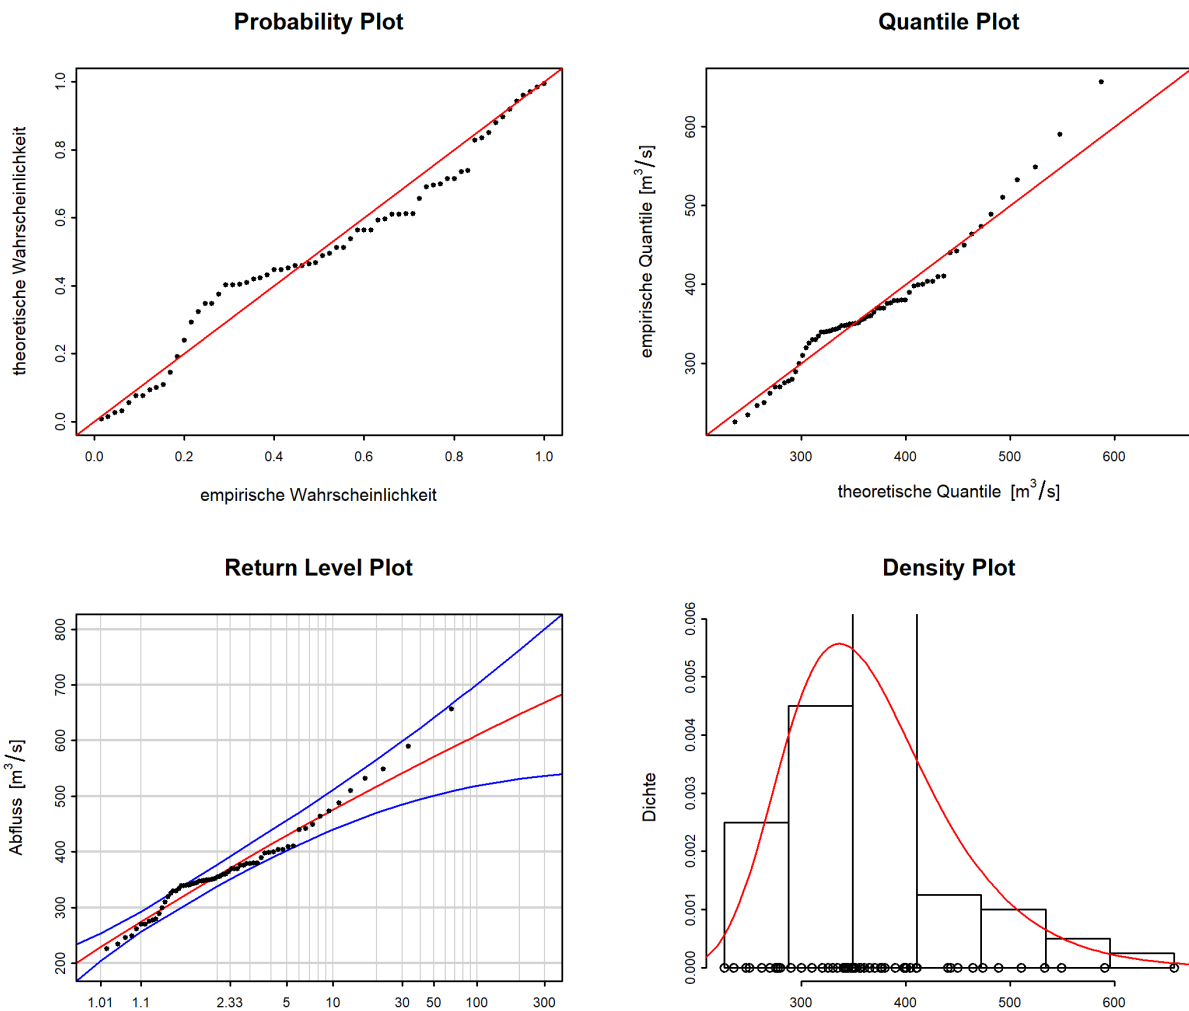 Probability Plot
theoretische Wahrscheinlichkeit
1.0
0.8
0.6
0.4
0.2
0.0
0.0 0.2 0.4 0.6 0.8 1.0
empirische Wahrscheinlichkeit
Quantile Plot
empirische Quantile [m³/s]
600
500
400
300
300 400 500 600
theoretische Quantile [m³/s]
Return Level Plot
Abfluss [m³/s]
800
700
600
500
400
300
200
1.01 1.1 2.33 5 10 30 50 100 300
Density Plot
Dichte
0.006
0.005
0.004
0.003
0.002
0.001
0.000
300 400 500 600